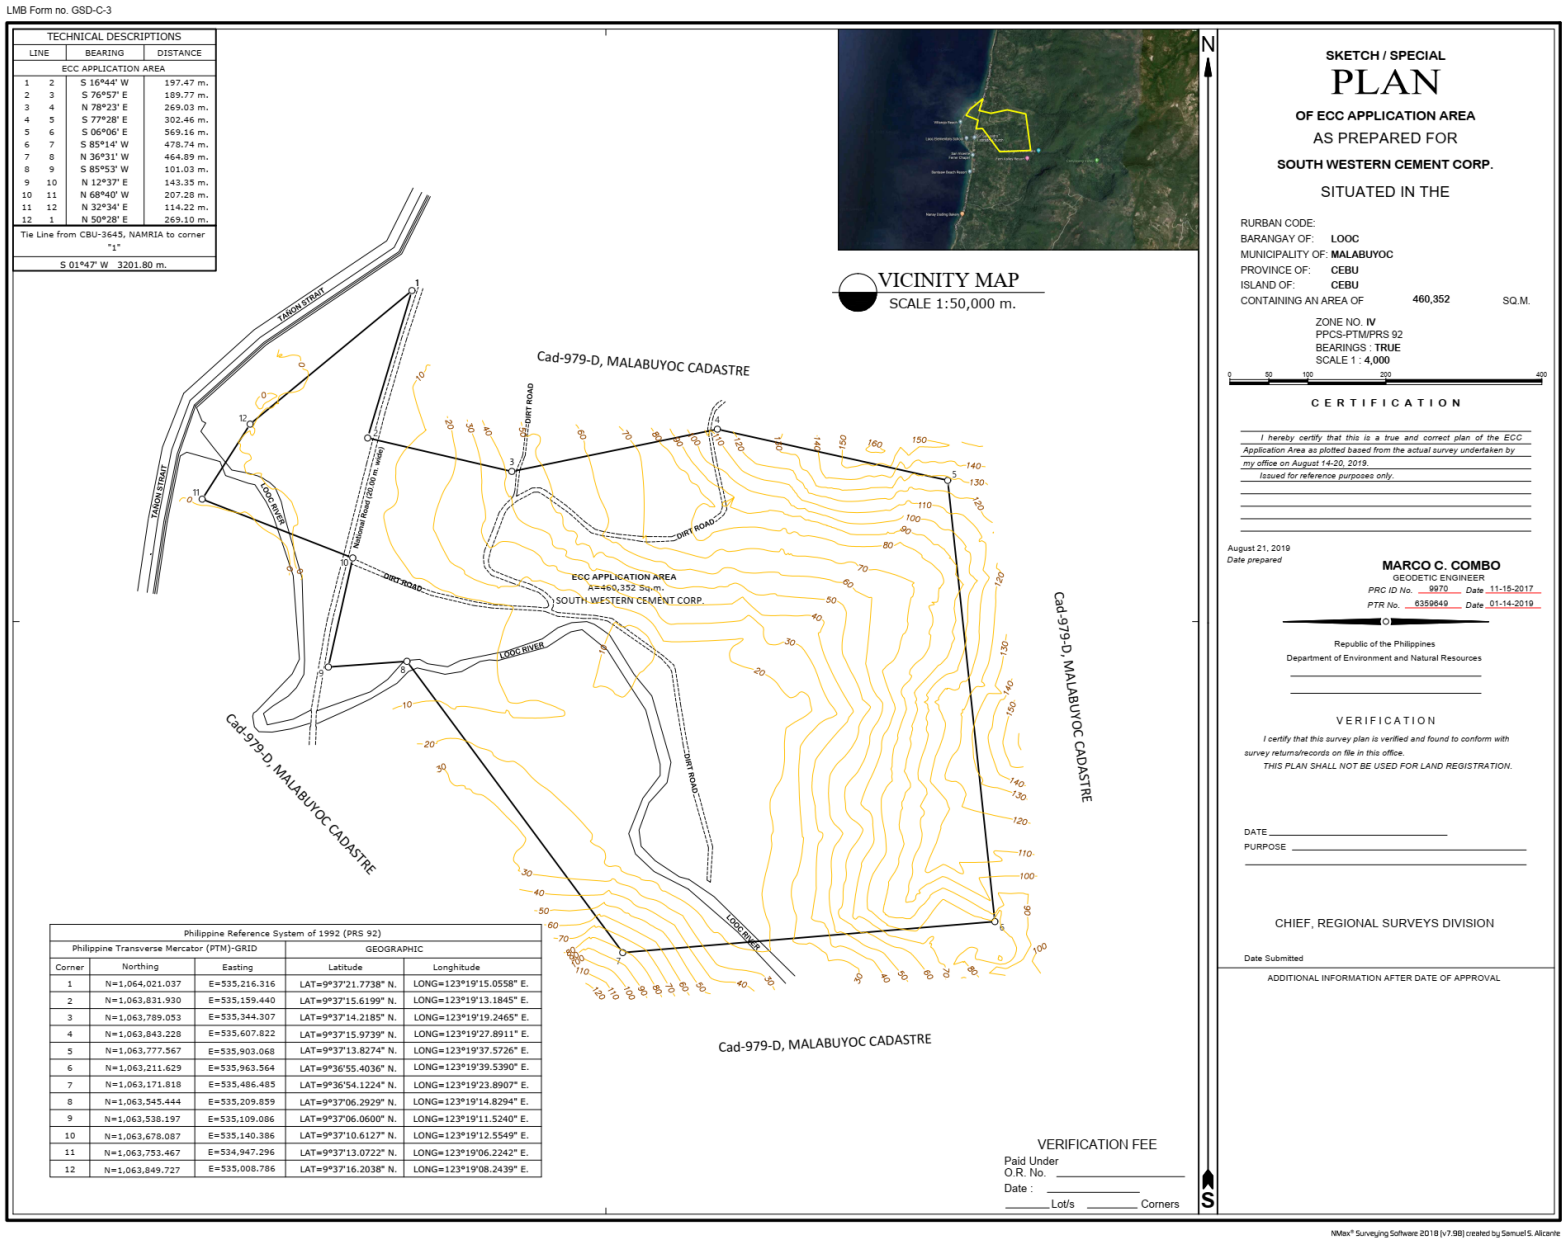 LMB Form no. GSD-C-3
TECHNICAL DESCRIPTIONS
LINE BEARING DISTANCE
ECC APPLICATION AREA
1 2 S 16°44' W 197.47 m.
2 3 S 76°57' E 189.77 m.
3 4 N 78°23' E 269.03 m.
4 5 S 77°28' E 302.46 m.
5 6 S 06°06' E 569.16 m.
6 7 S 85°14' W 478.74 m.
7 8 N 36°31' W 464.89 m.
8 9 S 85°53' W 101.03 m.
9 10 N 12°37' E 143.35 m.
10 11 N 68°40' W 207.28 m.
11 12 N 32°34' E 114.22 m.
12 1 N 50°28' E 269.10 m.
Tie Line from CBU-3645, NAMRIA to corner
"1"
S 01°47' W 3201.80 m.
VICINITY MAP
SCALE 1:50,000 m.
N
S
TAÑON STRAIT
TAÑON STRAIT
LOOC RIVER
National Road (20.00 m. wide)
DIRT ROAD
DIRT ROAD
DIRT ROAD
DIRT ROAD
LOOC RIVER
LOOC RIVER
ECC APPLICATION AREA
A=460,352 Sq.m.
SOUTH WESTERN CEMENT CORP.
Cad-979-D, MALABUYOC CADASTRE
Cad-979-D, MALABUYOC CADASTRE
Cad-979-D, MALABUYOC CADASTRE
Cad-979-D, MALABUYOC CADASTRE
Philippine Reference System of 1992 (PRS 92)
Philippine Transverse Mercator (PTM)-GRID GEOGRAPHIC
Corner Northing Easting Latitude Longhitude
1 N=1,064,021.037 E=535,216.316 LAT=9°37'21.7738" N. LONG=123°19'15.0558" E.
2 N=1,063,831.930 E=535,159.440 LAT=9°37'15.6199" N. LONG=123°19'13.1845" E.
3 N=1,063,789.053 E=535,344.307 LAT=9°37'14.2185" N. LONG=123°19'19.2465" E.
4 N=1,063,843.228 E=535,607.822 LAT=9°37'15.9739" N. LONG=123°19'27.8911" E.
5 N=1,063,777.567 E=535,903.068 LAT=9°37'13.8274" N. LONG=123°19'37.5726" E.
6 N=1,063,211.629 E=535,963.564 LAT=9°36'55.4036" N. LONG=123°19'39.5390" E.
7 N=1,063,171.818 E=535,486.485 LAT=9°36'54.1224" N. LONG=123°19'23.8907" E.
8 N=1,063,545.444 E=535,209.859 LAT=9°37'06.2929" N. LONG=123°19'14.8294" E.
9 N=1,063,538.197 E=535,109.086 LAT=9°37'06.0600" N. LONG=123°19'11.5240" E.
10 N=1,063,678.087 E=535,140.386 LAT=9°37'10.6127" N. LONG=123°19'12.5549" E.
11 N=1,063,753.467 E=534,947.296 LAT=9°37'13.0722" N. LONG=123°19'06.2242" E.
12 N=1,063,849.727 E=535,008.786 LAT=9°37'16.2038" N. LONG=123°19'08.2439" E.
VERIFICATION FEE
Paid Under
O.R. No.
Date :
Lot/s Corners
SKETCH / SPECIAL
PLAN
OF ECC APPLICATION AREA
AS PREPARED FOR
SOUTH WESTERN CEMENT CORP.
SITUATED IN THE
RURBAN CODE:
BARANGAY OF: LOOC
MUNICIPALITY OF: MALABUYOC
PROVINCE OF: CEBU
ISLAND OF: CEBU
CONTAINING AN AREA OF 460,352 SQ.M.
ZONE NO. IV
PPCS-PTM/PRS 92
BEARINGS : TRUE
SCALE 1 : 4,000
0 50 100 200 400
CERTIFICATION
I hereby certify that this is a true and correct plan of the ECC
Application Area as plotted based from the actual survey undertaken by
my office on August 14-20, 2019.
Issued for reference purposes only.
August 21, 2019
Date prepared
MARCO C. COMBO
GEODETIC ENGINEER
PRC ID No. 9970 Date 11-15-2017
PTR No. 6359649 Date 01-14-2019
Republic of the Philippines
Department of Environment and Natural Resources
VERIFICATION
I certify that this survey plan is verified and found to conform with
survey returns/records on file in this office.
THIS PLAN SHALL NOT BE USED FOR LAND REGISTRATION.
DATE
PURPOSE
CHIEF, REGIONAL SURVEYS DIVISION
Date Submitted
ADDITIONAL INFORMATION AFTER DATE OF APPROVAL
NMax® Surveying Software 2018 (v7.98) created by Samuel S. Alicante